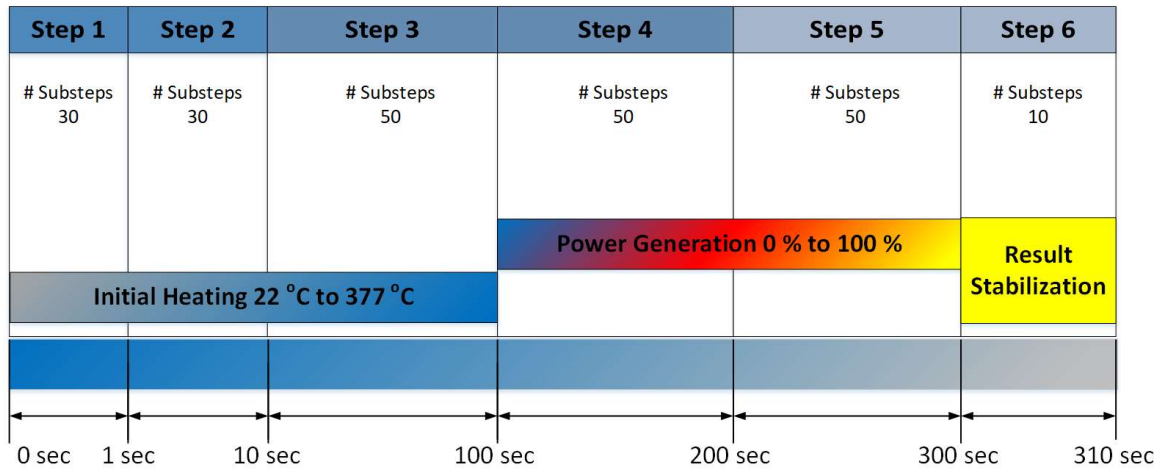 Step 1 Step 2 Step 3 Step 4 Step 5 Step 6
# Substeps # Substeps # Substeps # Substeps # Substeps # Substeps
30 30 50 50 50 10
Power Generation 0 % to 100 %
Result
Stabilization
Initial Heating 22 °C to 377 °C
0 sec 1 sec 10 sec 100 sec 200 sec 300 sec 310 sec